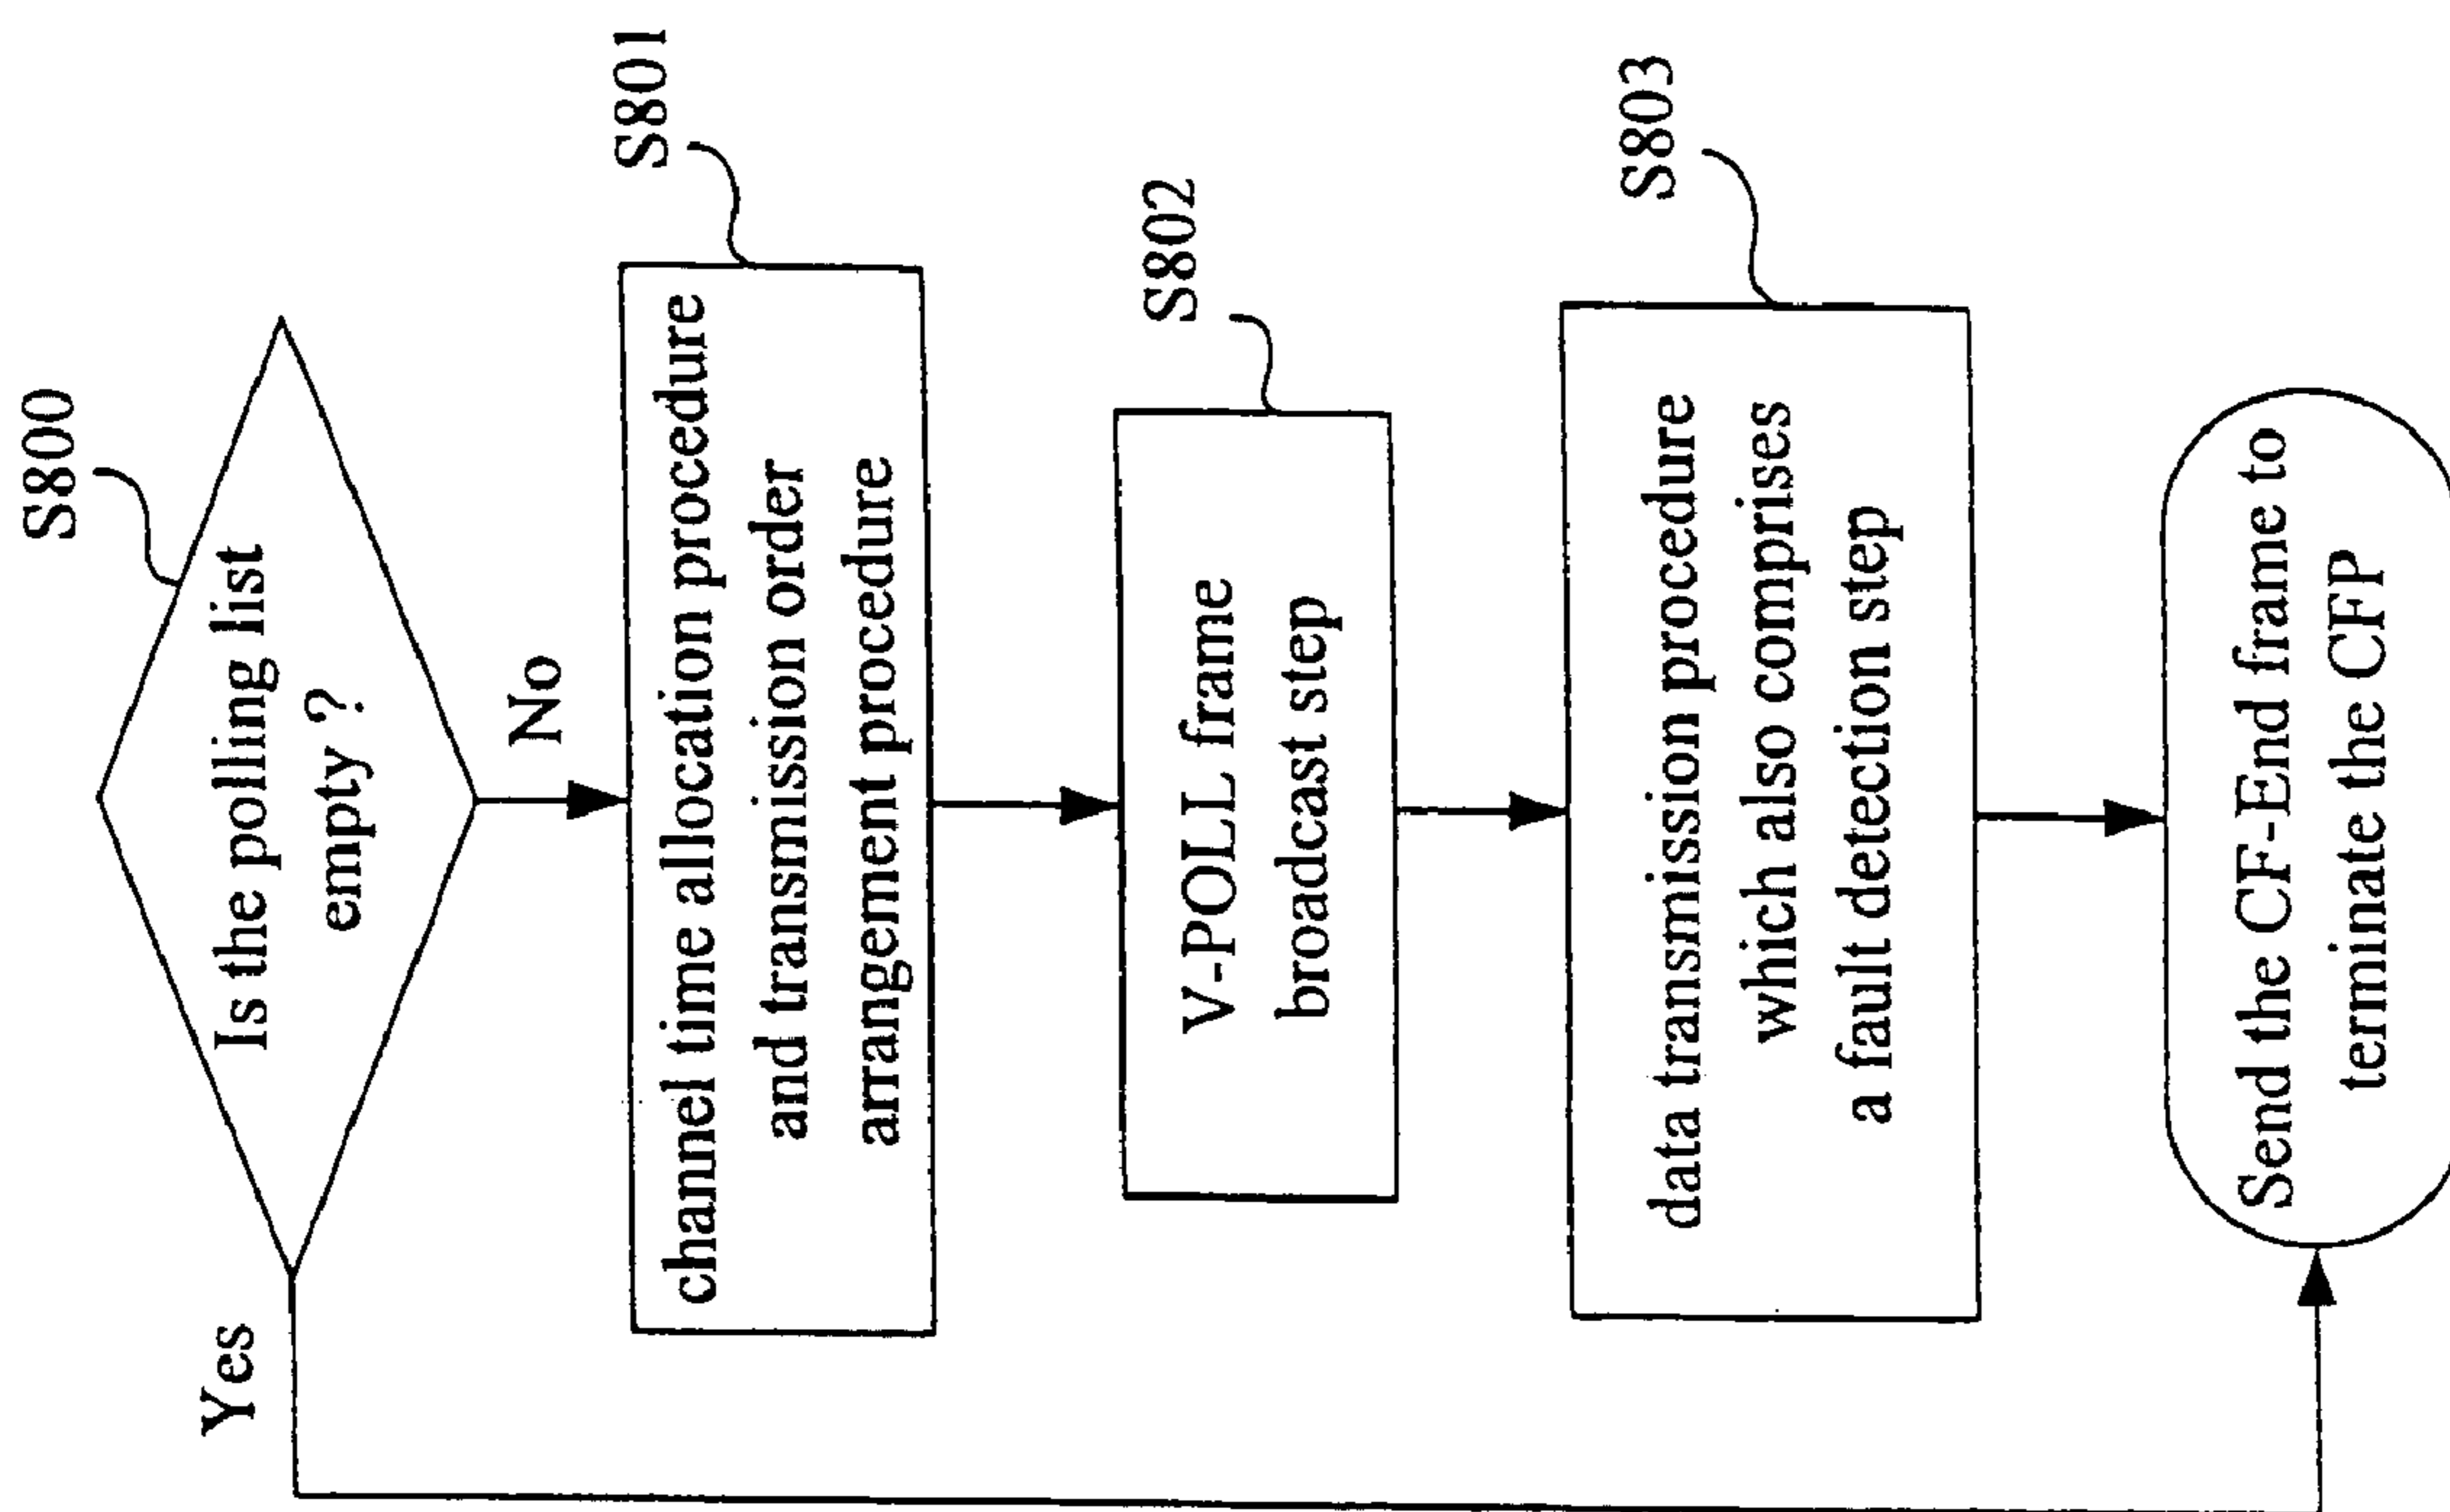 S800
Is the polling list
empty ?
Yes
No
S801
channel time allocation procedure
and transmission order
arrangement procedure
S802
V-POLL frame
broadcast step
S803
data transmission procedure
which also comprises
a fault detection step
Send the CF-End frame to
terminate the CFP